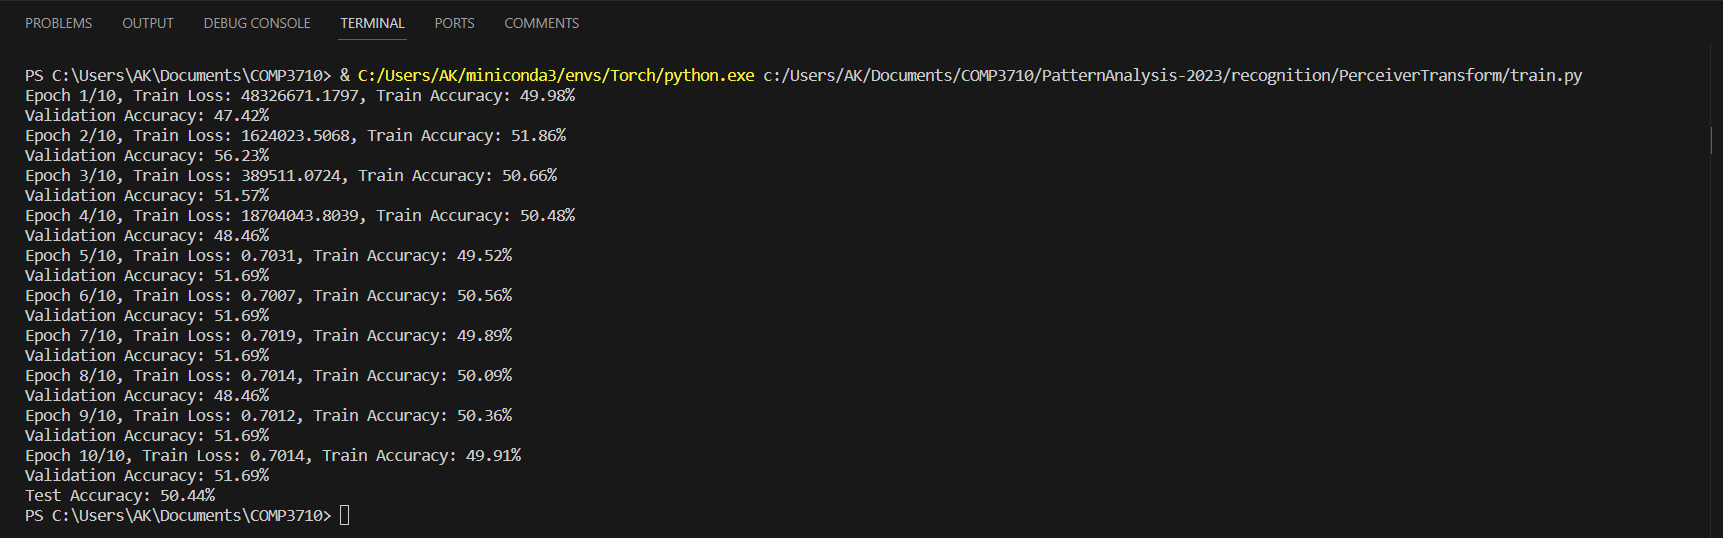 PROBLEMS OUTPUT DEBUG CONSOLE TERMINAL PORTS COMMENTS
PS C:\Users\AK\Documents\COMP3710> & C:/Users/AK/miniconda3/envs/Torch/python.exe c:/Users/AK/Documents/COMP3710/PatternAnalysis-2023/recognition/PerceiverTransform/train.py
Epoch 1/10, Train Loss: 48326671.1797, Train Accuracy: 49.98%
Validation Accuracy: 47.42%
Epoch 2/10, Train Loss: 1624023.5068, Train Accuracy: 51.86%
Validation Accuracy: 56.23%
Epoch 3/10, Train Loss: 389511.0724, Train Accuracy: 50.66%
Validation Accuracy: 51.57%
Epoch 4/10, Train Loss: 18704043.8039, Train Accuracy: 50.48%
Validation Accuracy: 48.46%
Epoch 5/10, Train Loss: 0.7031, Train Accuracy: 49.52%
Validation Accuracy: 51.69%
Epoch 6/10, Train Loss: 0.7007, Train Accuracy: 50.56%
Validation Accuracy: 51.69%
Epoch 7/10, Train Loss: 0.7019, Train Accuracy: 49.89%
Validation Accuracy: 51.69%
Epoch 8/10, Train Loss: 0.7014, Train Accuracy: 50.09%
Validation Accuracy: 48.46%
Epoch 9/10, Train Loss: 0.7012, Train Accuracy: 50.36%
Validation Accuracy: 51.69%
Epoch 10/10, Train Loss: 0.7014, Train Accuracy: 49.91%
Validation Accuracy: 51.69%
Test Accuracy: 50.44%
PS C:\Users\AK\Documents\COMP3710>